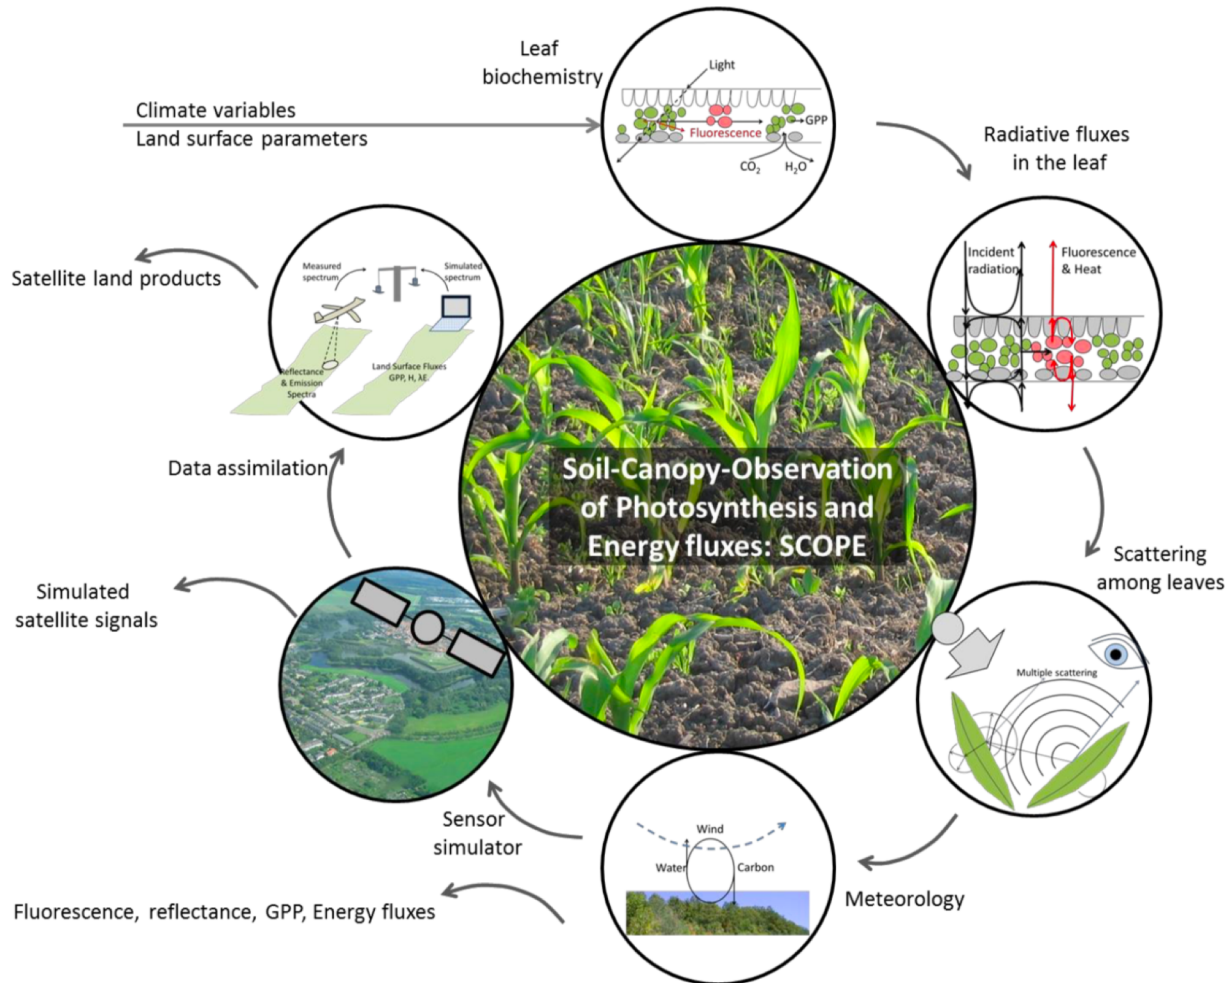 Leaf
biochemistry
Light
Fluorescence
GPP
CO2
H2O
Climate variables
Land surface parameters
Radiative fluxes
in the leaf
Incident
radiation
Fluorescence
& Heat
Satellite land products
Measured
spectrum
Simulated
spectrum
Reflectance
& Emission
Spectra
Land Surface Fluxes
GPP, H, λE.
Soil-Canopy-Observation
of Photosynthesis and
Energy fluxes: SCOPE
Data assimilation
Scattering
among leaves
Multiple scattering
Simulated
satellite signals
Sensor
simulator
Wind
Water
Carbon
Meteorology
Fluorescence, reflectance, GPP, Energy fluxes